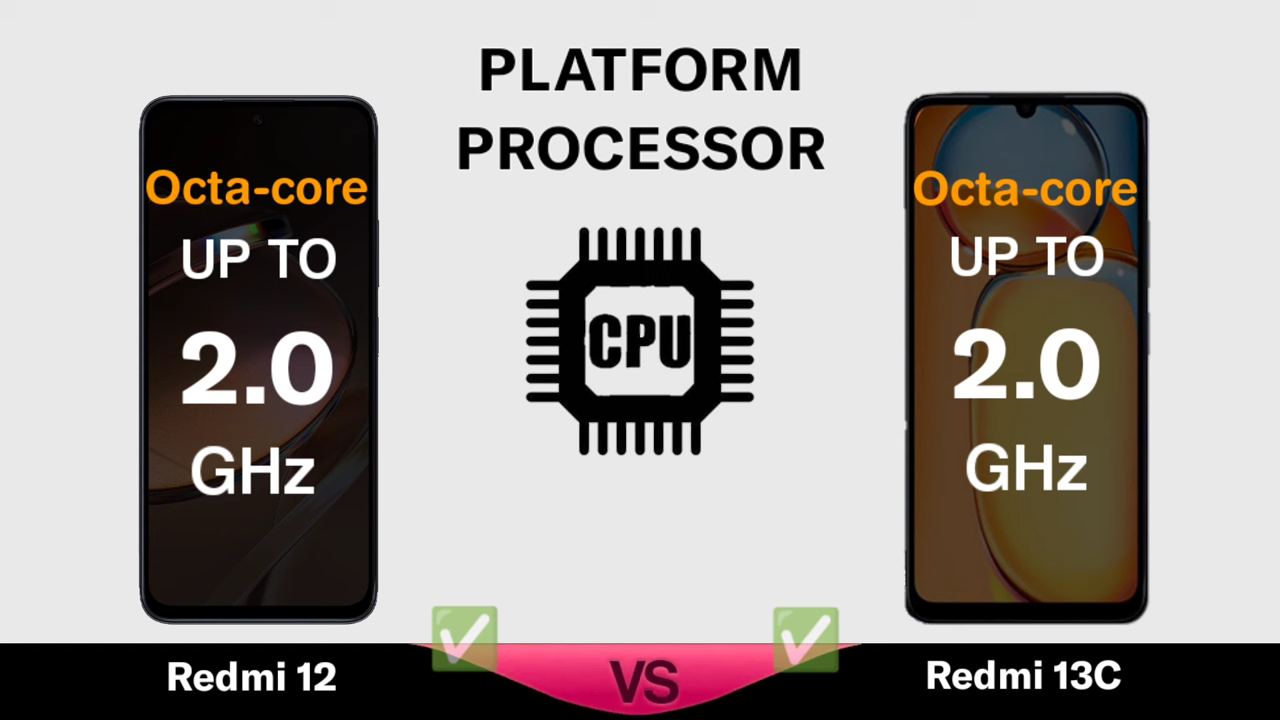 PLATFORM
PROCESSOR
Octa-core
UP TO
2.0
GHz
CPU
Octa-core
UP TO
2.0
GHz
Redmi 12
VS
Redmi 13C